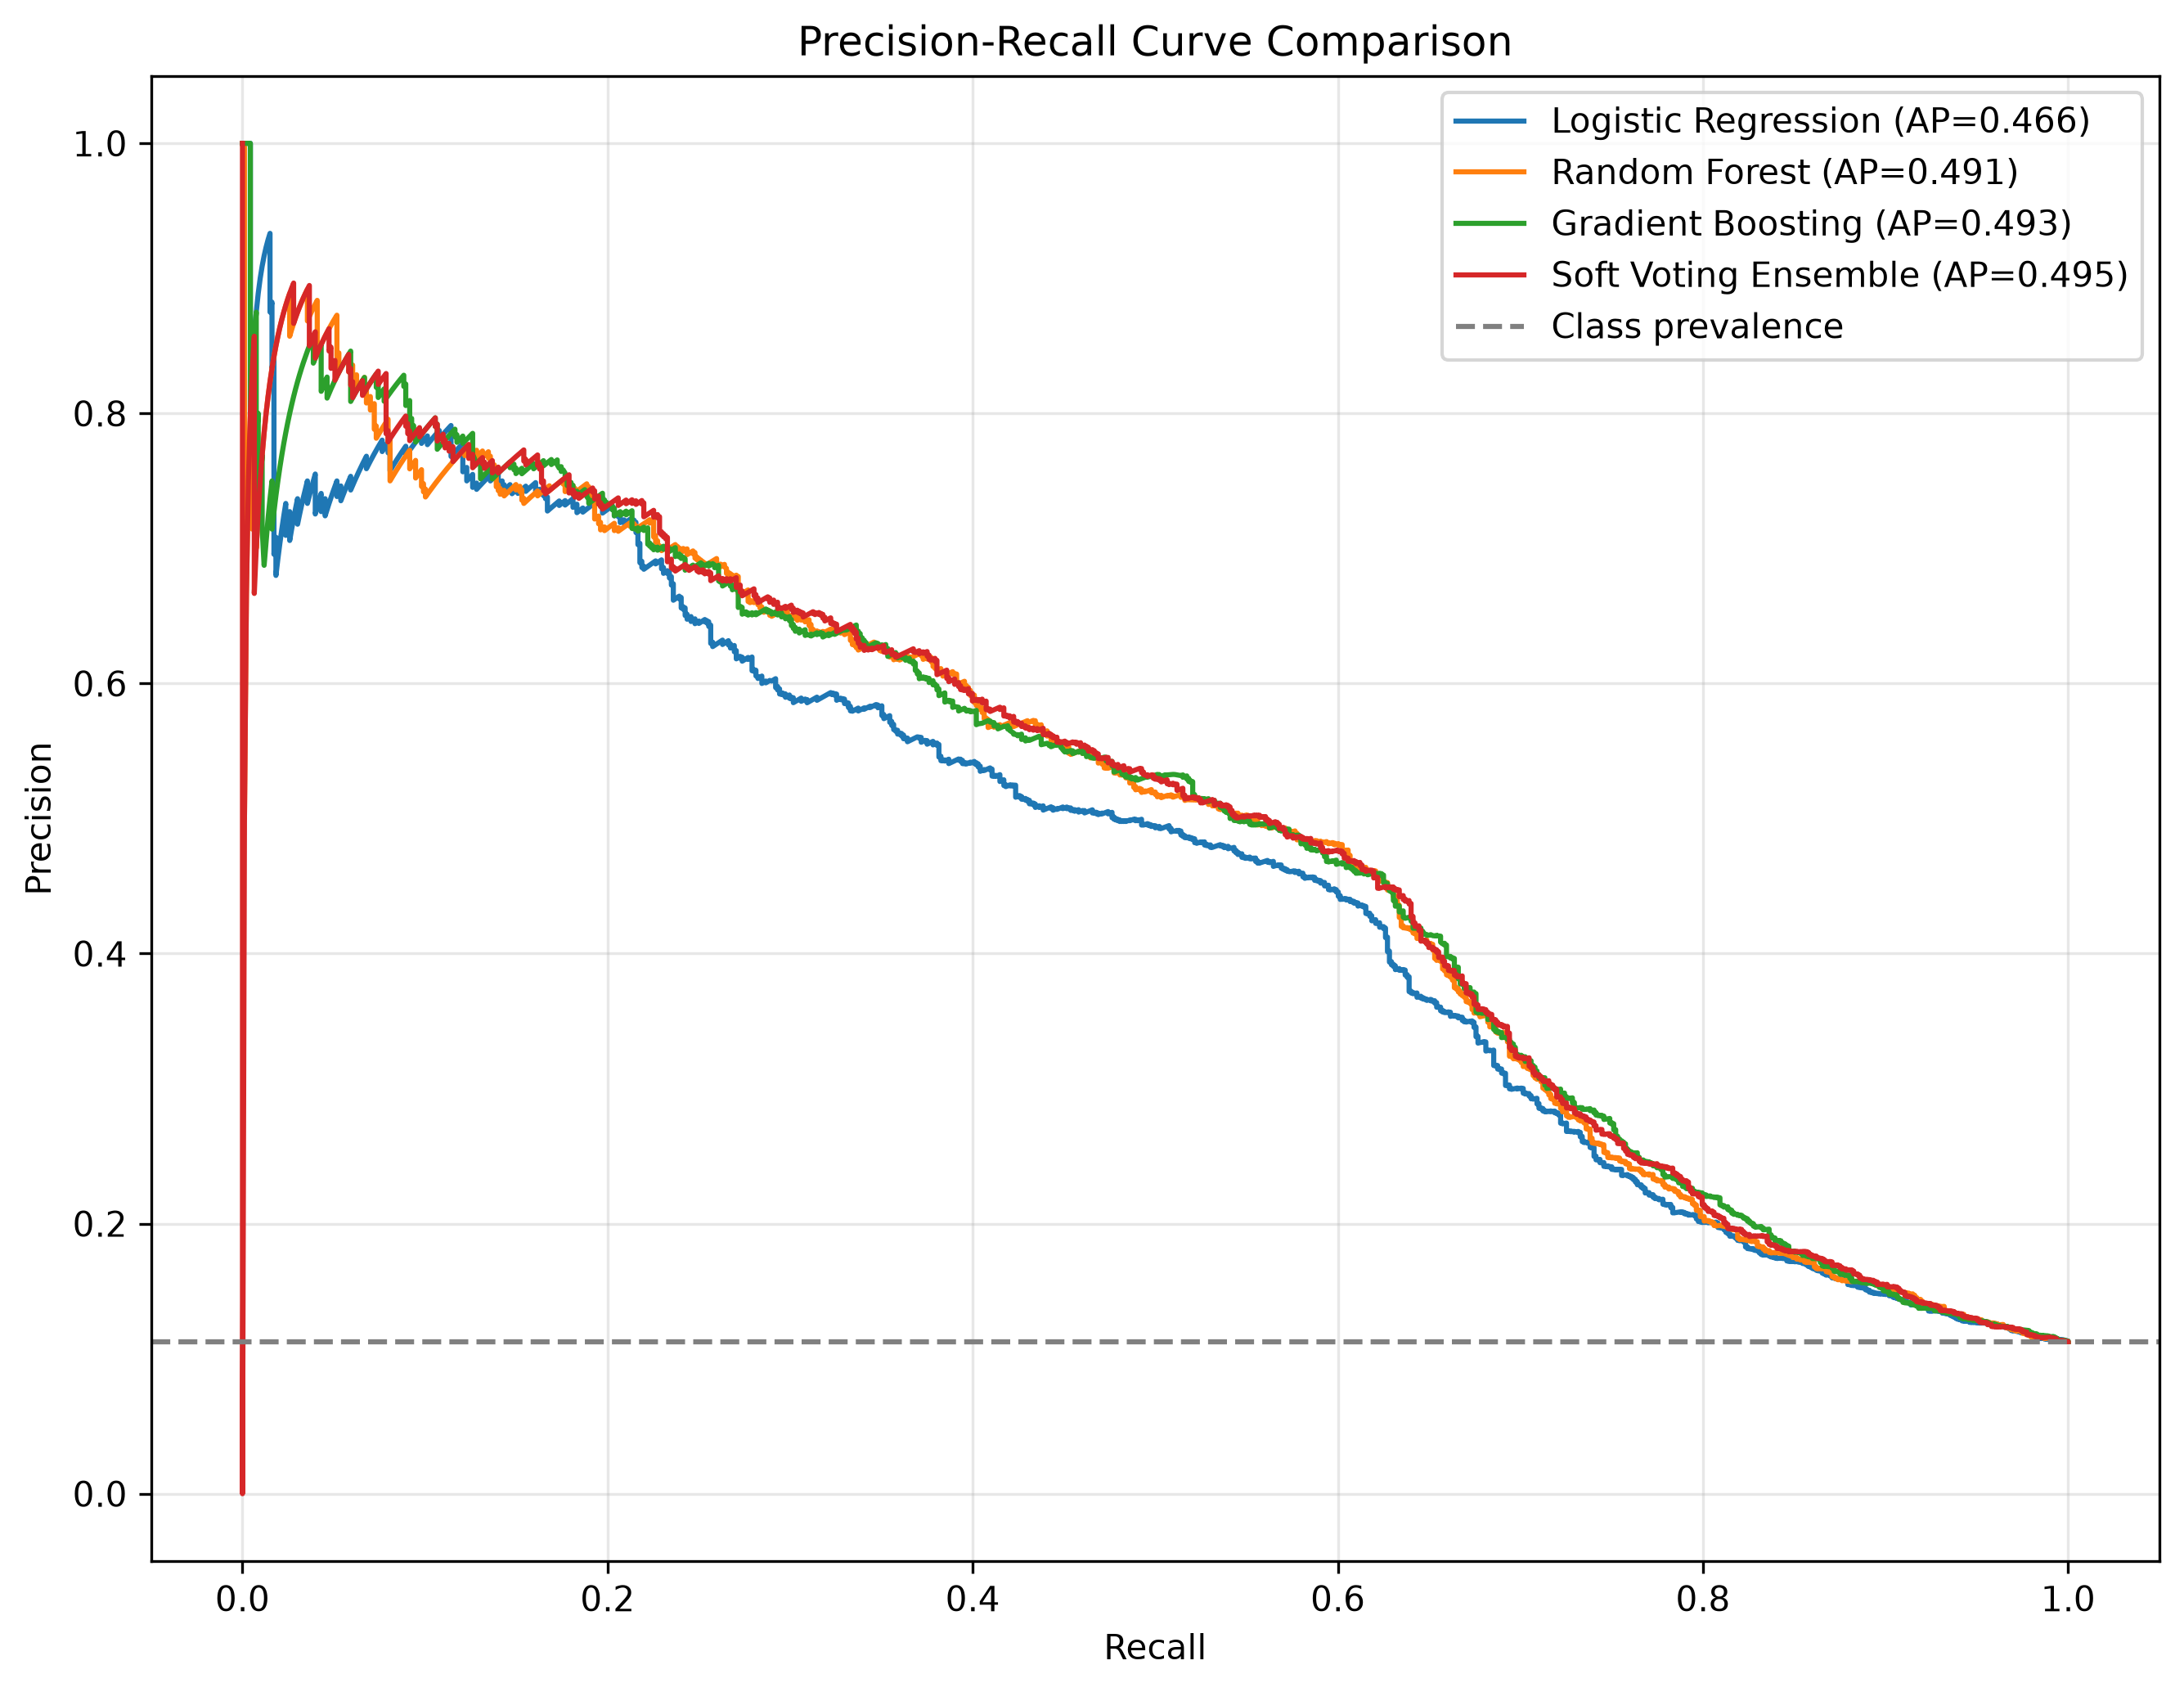 Precision-Recall Curve Comparison
Logistic Regression (AP=0.466)
Random Forest (AP=0.491)
Gradient Boosting (AP=0.493)
Soft Voting Ensemble (AP=0.495)
Class prevalence
1.0
0.8
0.6
0.4
0.2
0.0
Precision
0.0 0.2 0.4 0.6 0.8 1.0
Recall